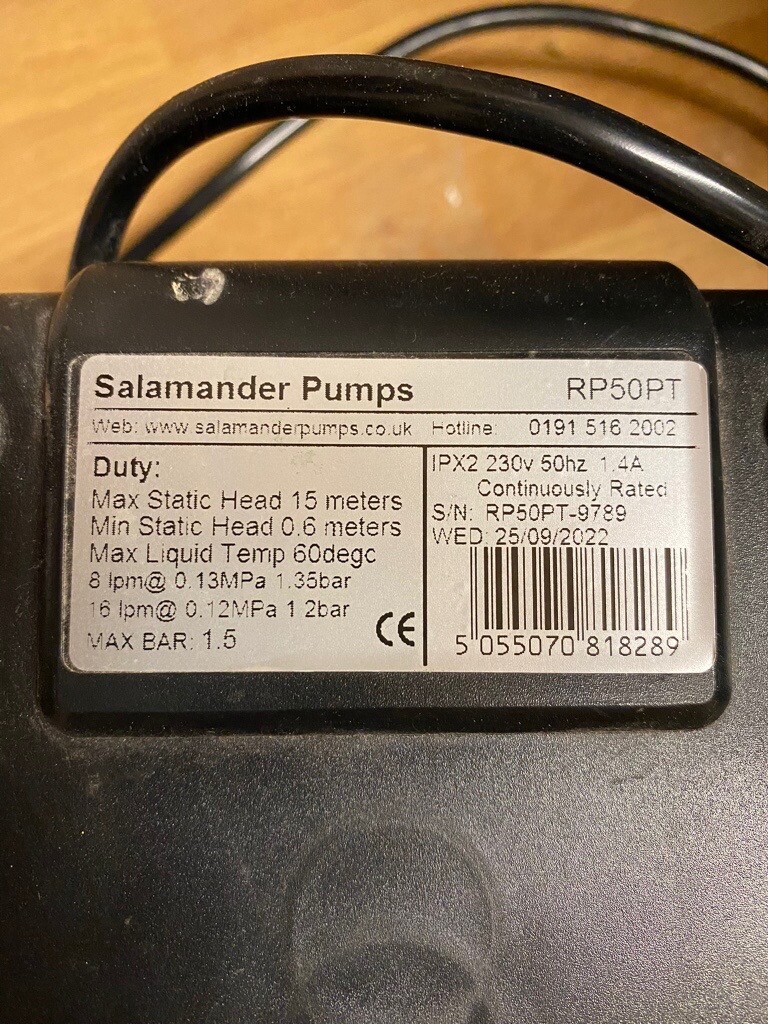 Salamander Pumps RP50PT
Web: www.salamanderpumps.co.uk Hotline: 0191 516 2002
Duty:
Max Static Head 15 meters
Min Static Head 0.6 meters
Max Liquid Temp 60degc
8 lpm@ 0.13MPa 1.35bar
16 lpm@ 0.12MPa 1.2bar
MAX BAR: 1.5
CE
IPX2 230v 50hz 1.4A
Continuously Rated
S/N: RP50PT-9789
WED: 25/09/2022
5 055070 818289